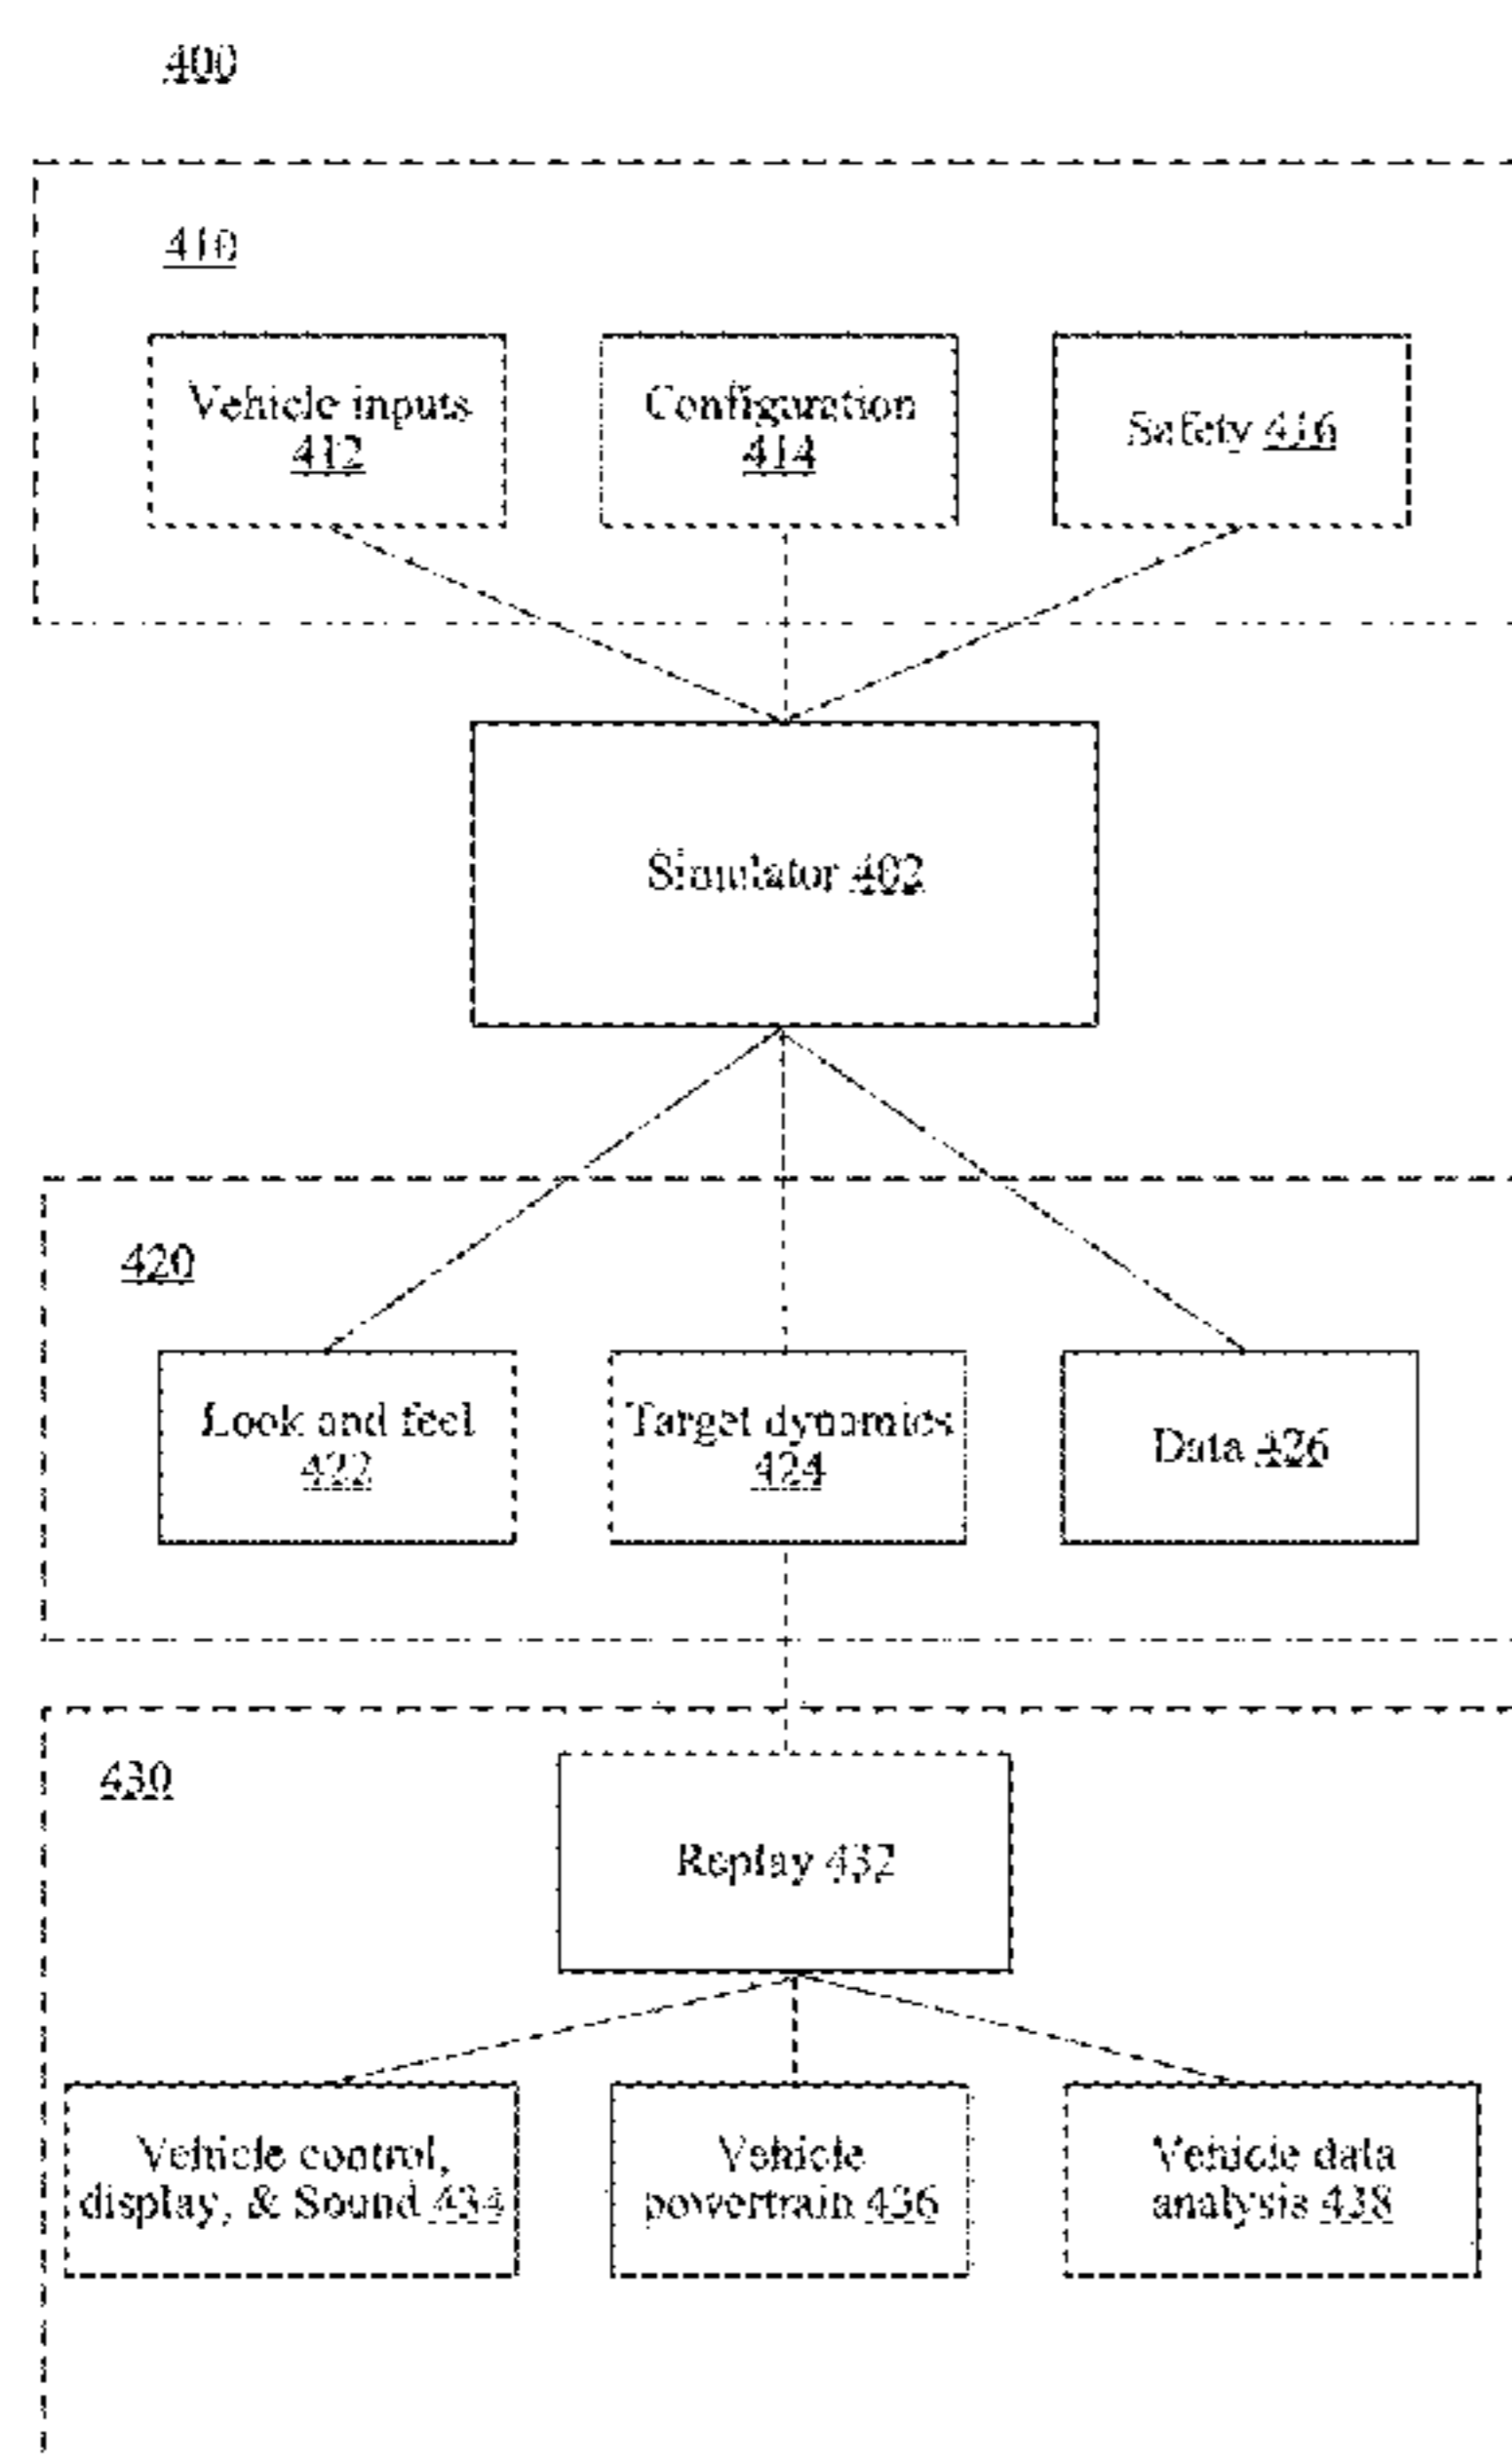 400
410
Vehicle inputs
412
Configuration
414
Safety 416
Simulator 402
420
Look and feel
422
Target dynamics
424
Data 426
430
Replay 432
Vehicle control,
display, & Sound 434
Vehicle
powertrain 436
Vehicle data
analysis 438